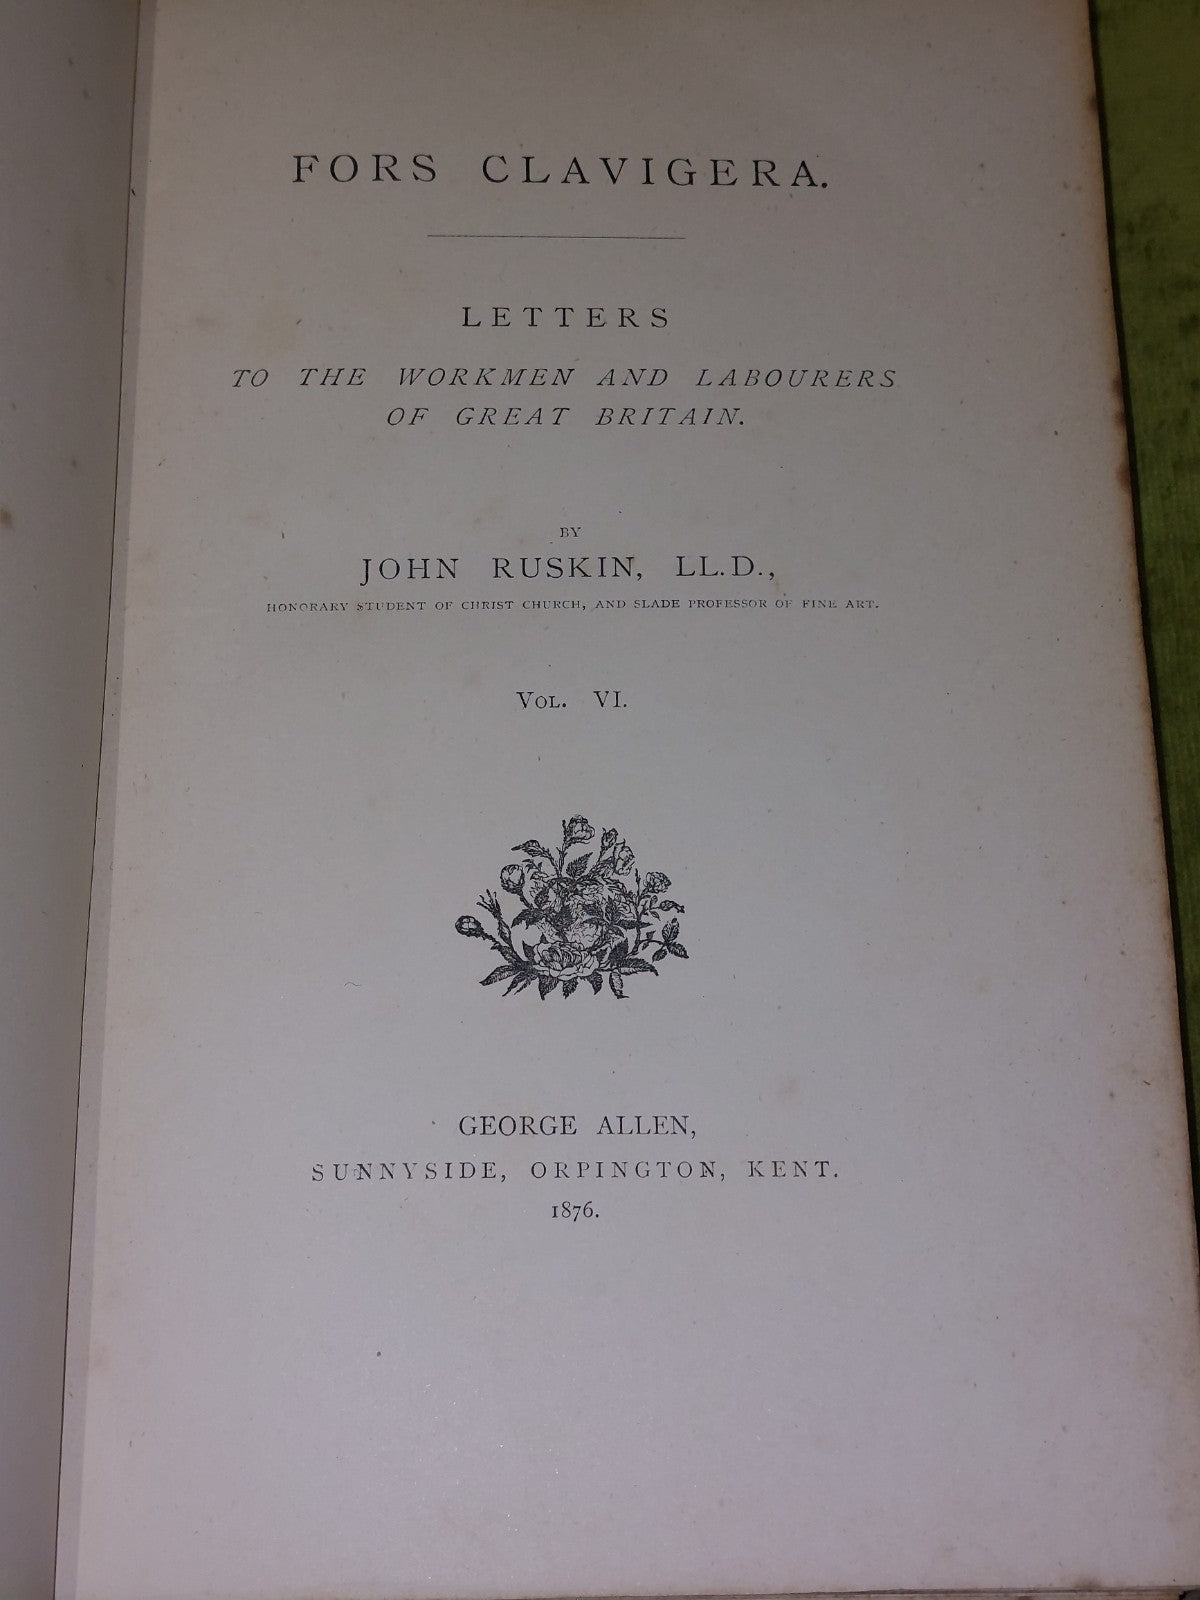 FORS CLAVIGERA.
LETTERS
TO THE WORKMEN AND LABOURERS
OF GREAT BRITAIN.
BY
JOHN RUSKIN, LL.D.,
HONORARY STUDENT OF CHRIST CHURCH, AND SLADE PROFESSOR OF FINE ART.
VOL. VI.
GEORGE ALLEN,
SUNNYSIDE, ORPINGTON, KENT.
1876.